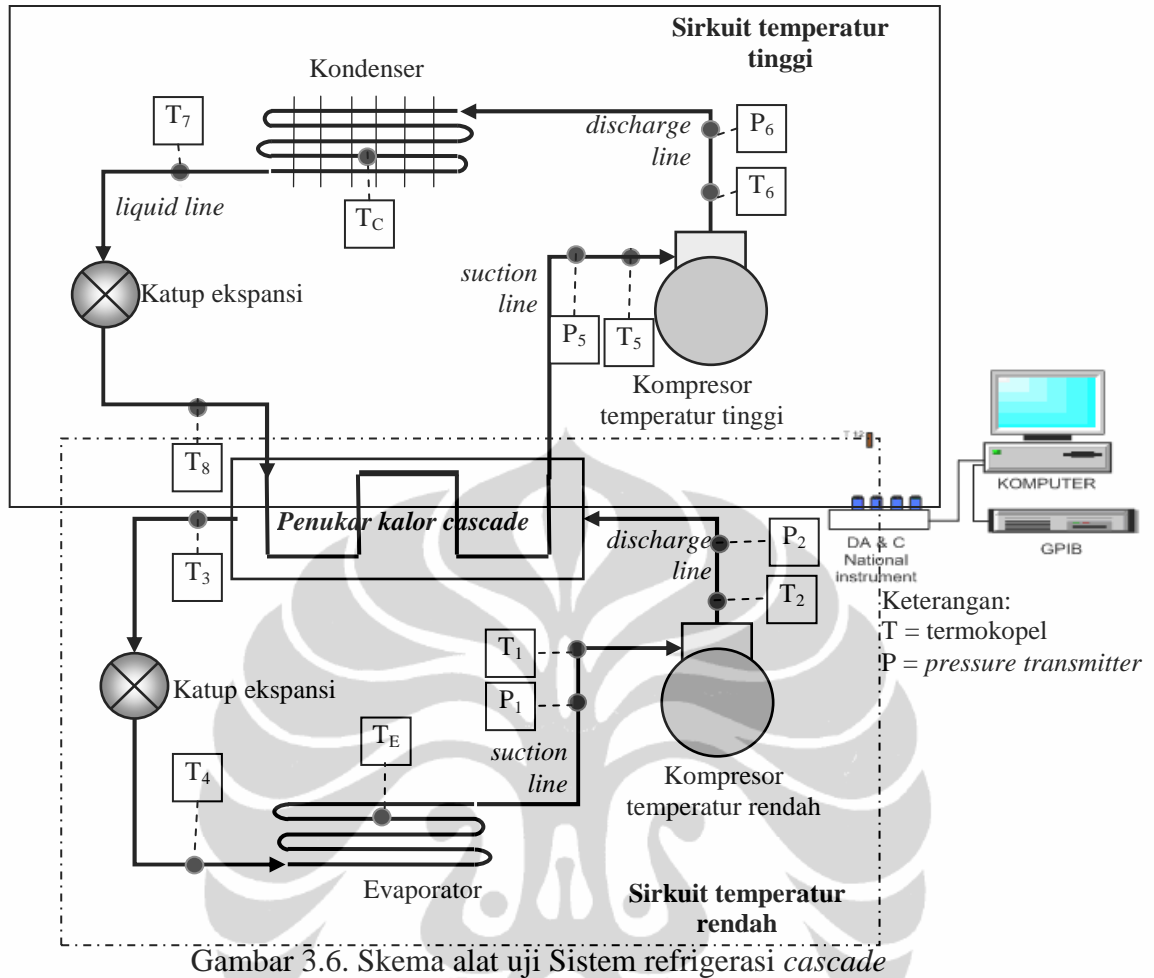 Sirkuit temperatur
tinggi
Kondenser
T7
discharge
line
P6
T6
liquid line
TC
suction
line
Katup ekspansi
P5
T5
Kompresor
temperatur tinggi
T 12
T8
KOMPUTER
Penukar kalor cascade
discharge
line
P2
DA & C
National
instrument
GPIB
T3
T2
Keterangan:
T = termokopel
P = pressure transmitter
T1
Katup ekspansi
P1
TE
suction
line
T4
Kompresor
temperatur rendah
Evaporator
Sirkuit temperatur
rendah
Gambar 3.6. Skema alat uji Sistem refrigerasi cascade